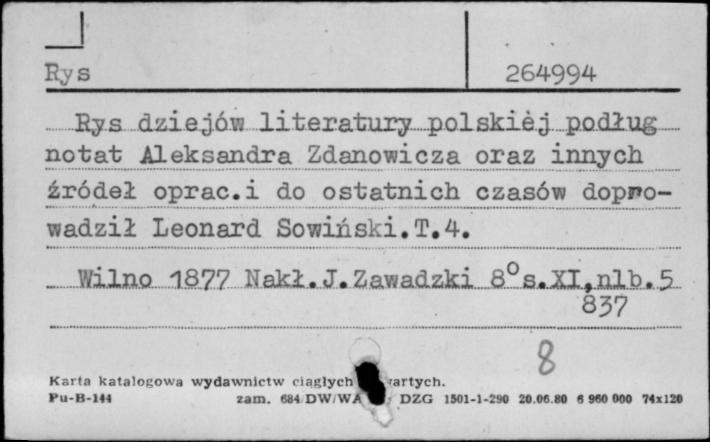 Rys 264994
Rys dziejów literatury polskiėj podług
notat Aleksandra Zdanowicza oraz innych
źródeł oprac.i do ostatnich czasów dopro-
wadził Leonard Sowiński.T.4.
Wilno 1877 Nakł.J.Zawadzki 8° s.XI,nlb.5
837
8
Karta katalogowa wydawnictw ciągłych
Pu-B-144 zam. 684/DW/WA DZG 1501-1-290 20.06.80 6 960 000 74x120